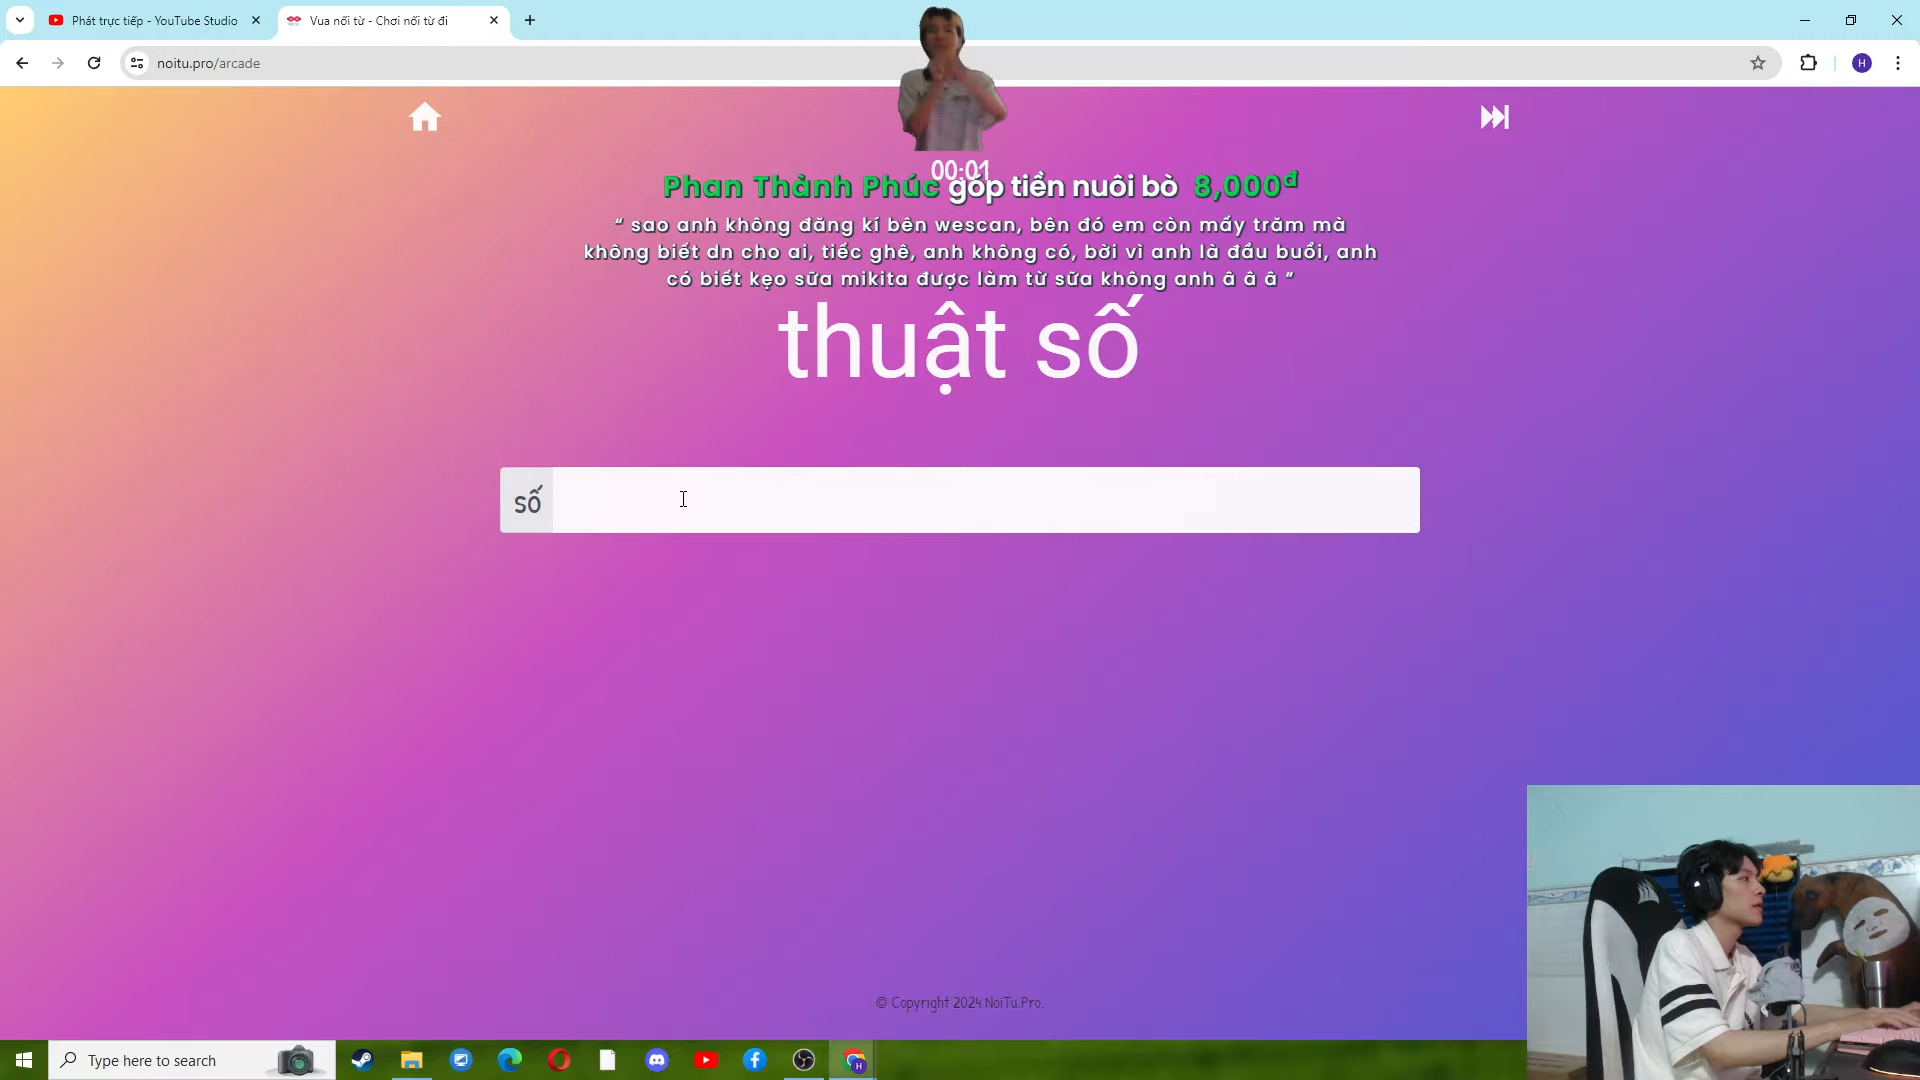 Phát trực tiếp - YouTube Studio
Vua nối từ - Chơi nối từ đi
noitu.pro/arcade
H
00:01
Phan Thành Phúc góp tiền nuôi bò 8,000đ
“ sao anh không đăng kí bên wescan, bên đó em còn mấy trăm mà
không biết dn cho ai, tiếc ghê, anh không có, bởi vì anh là đầu buổi, anh
có biết kẹo sữa mikita được làm từ sữa không anh â â â ”
thuật số
số
© Copyright 2024 NoiTu.Pro.
Type here to search